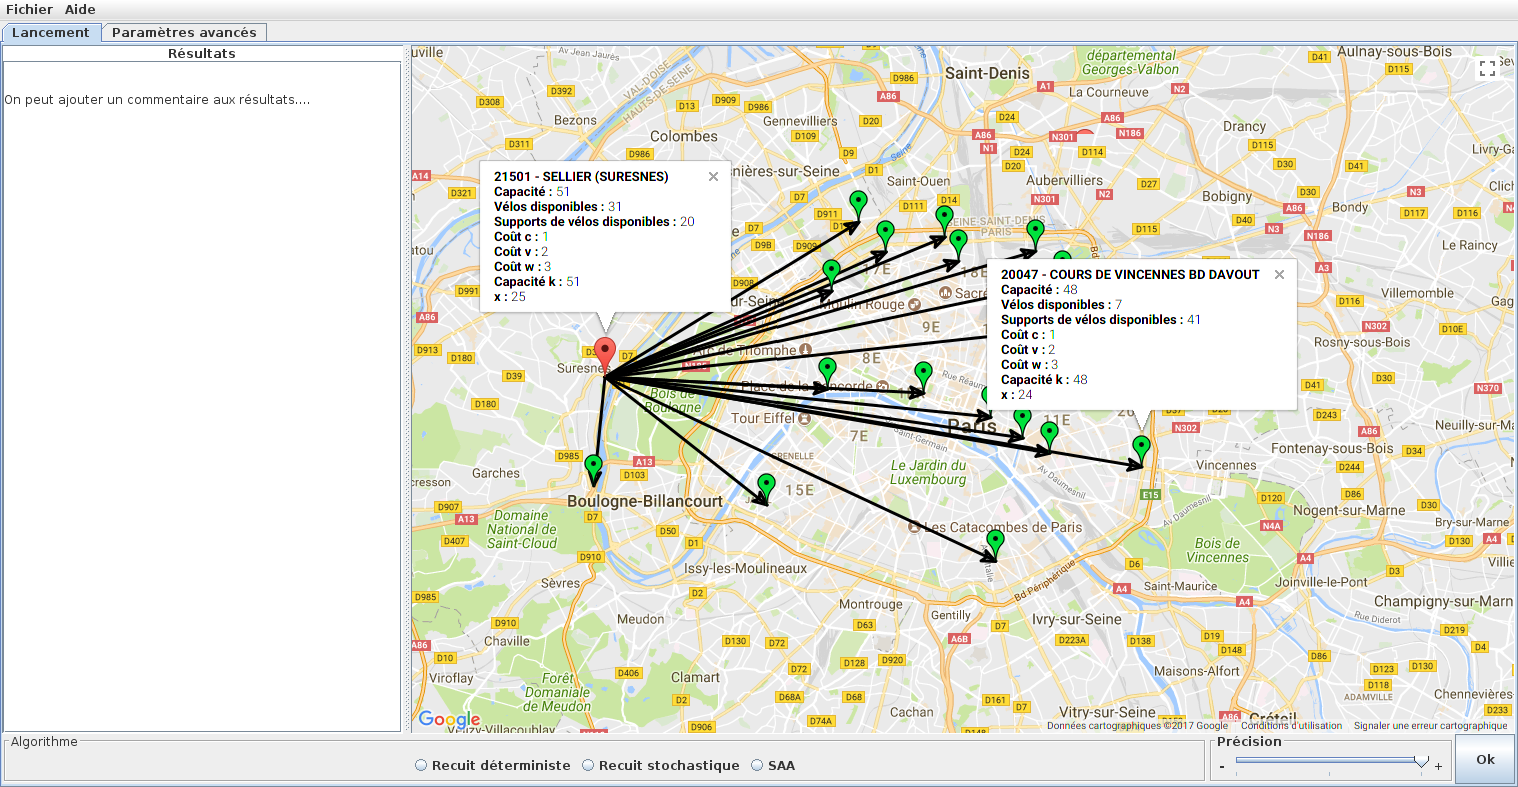 Fichier Aide
Lancement Paramètres avancés
Résultats
On peut ajouter un commentaire aux résultats....
21501 - SELLIER (SURESNES)
Capacité : 51
Vélos disponibles : 31
Supports de vélos disponibles : 20
Coût c : 1
Coût v : 2
Coût w : 3
Capacité k : 51
x : 25
20047 - COURS DE VINCENNES BD DAVOUT
Capacité : 48
Vélos disponibles : 7
Supports de vélos disponibles : 41
Coût c : 1
Coût v : 2
Coût w : 3
Capacité k : 48
x : 24
départemental
Georges-Valbon
Aulnay-sous-Bois
Saint-Denis
La Courneuve
Bezons
Gennevilliers
Colombes
Drancy
Saint-Ouen
Aubervilliers
Bobigny
Bondy
Le Raincy
Villemomble
Rosny-sous-Bois
Suresnes
Arc de Triomphe
Moulin Rouge
9E
8E
Place de la Concorde
Bois de
Boulogne
Tour Eiffel
7E
Paris
11E
Fontenay-sous-Bois
Vincennes
Garches
Le Jardin du
Luxembourg
15E
Boulogne-Billancourt
Domaine
National de
Saint-Cloud
Les Catacombes de Paris
Nogent-sur-Marne
Bry-sur-Marne
Bois de
Vincennes
Issy-les-Moulineaux
Sèvres
Saint-Maurice
Joinville-le-Pont
Montrouge
Gentilly
Bd Périphérique
Champigny-sur-Marn
Meudon
Ivry-sur-Seine
Chaville
Maisons-Alfort
Viroflay
Forêt
Domaniale
de Meudon
Clamart
Cachan
Vitry-sur-Seine
Créteil
Chennevières-
Google
Données cartographiques ©2017 Google Conditions d'utilisation Signaler une erreur cartographique
Algorithme
Recuit déterministe Recuit stochastique SAA
Précision
- +
Ok